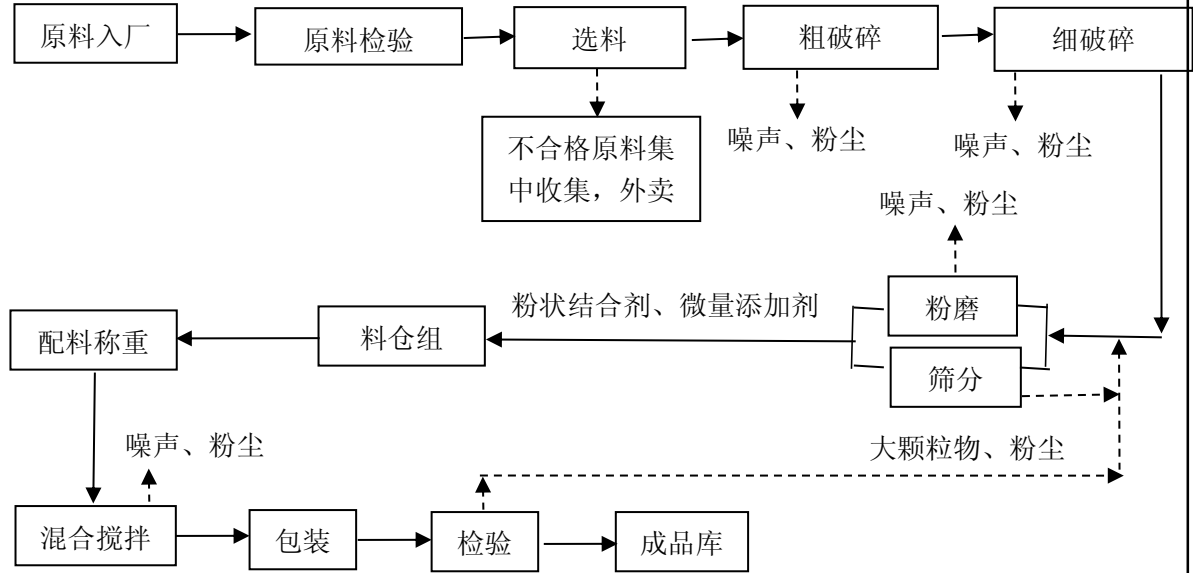 原料入厂
原料检验
选料
粗破碎
细破碎
不合格原料集
中收集，外卖
噪声、粉尘
噪声、粉尘
噪声、粉尘
粉磨
筛分
粉状结合剂、微量添加剂
料仓组
配料称重
大颗粒物、粉尘
噪声、粉尘
混合搅拌
包装
检验
成品库